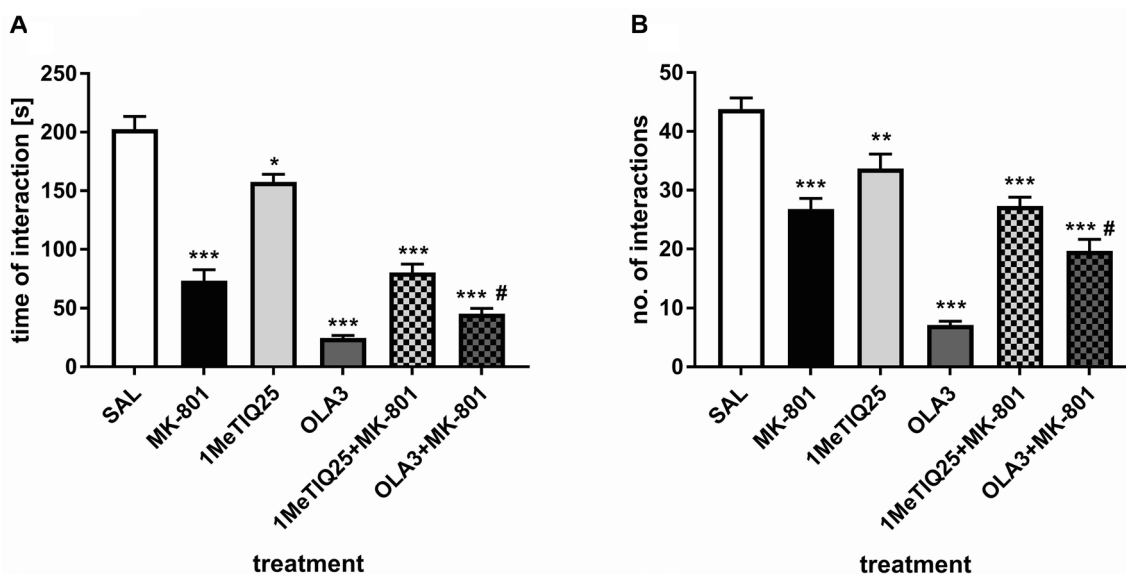 A
time of interaction [s]
250
200
150
100
50
0
***
*
***
***
*** #
SAL
MK-801
1MeTIQ25
OLA3
1MeTIQ25+MK-801
OLA3+MK-801
treatment
B
no. of interactions
50
40
30
20
10
0
***
**
***
***
*** #
SAL
MK-801
1MeTIQ25
OLA3
1MeTIQ25+MK-801
OLA3+MK-801
treatment